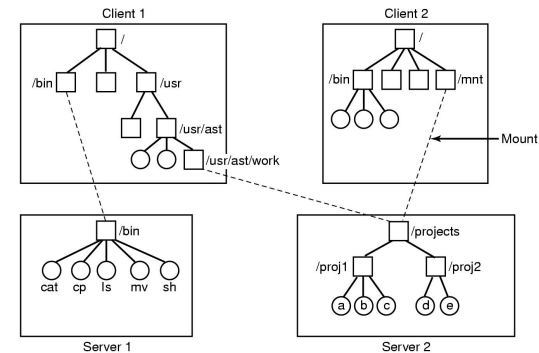 Client 1
Client 2
/
/
/bin
/usr
/bin
/mnt
/usr/ast
Mount
/usr/ast/work
/bin
/projects
/proj1
/proj2
cat
cp
ls
mv
sh
a
b
c
d
e
Server 1
Server 2